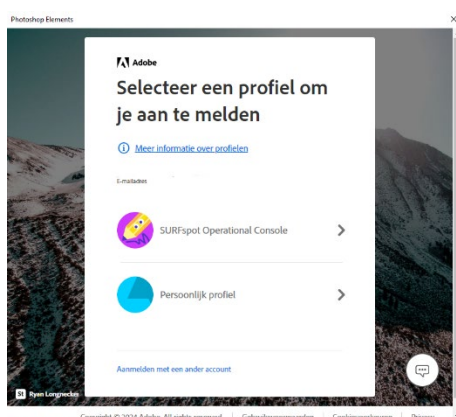 Photoshop Elements
Adobe
Selecteer een profiel om
je aan te melden
Meer informatie over profielen
E-mailadres
SURFspot Operational Console
Persoonlijk profiel
Aanmelden met een ander account
St Ryan Longnecker
Copyright © 2024 Adobe. All rights reserved.